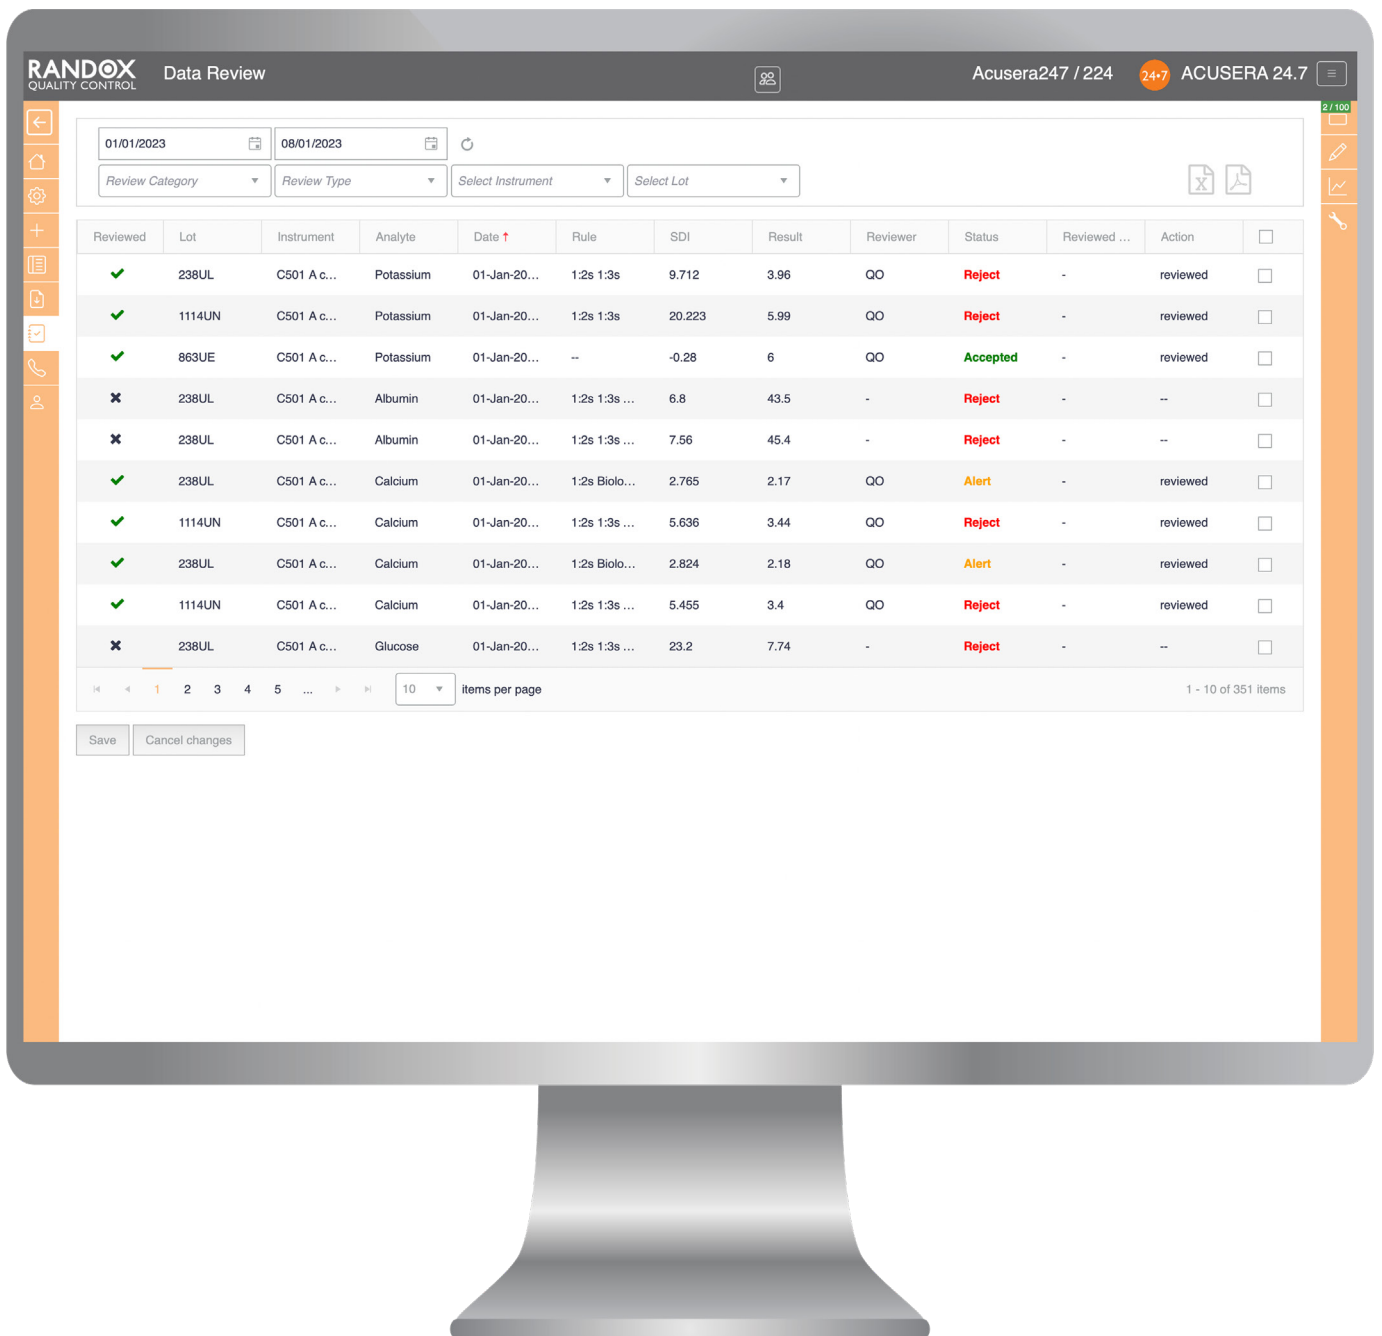 RANDOX
QUALITY CONTROL
Data Review
Acusera247 / 224
24•7
ACUSERA 24.7
2 / 100
01/01/2023 08/01/2023
Review Category Review Type Select Instrument Select Lot
Reviewed Lot Instrument Analyte Date ↑ Rule SDI Result Reviewer Status Reviewed ... Action
238UL C501 A c... Potassium 01-Jan-20... 1:2s 1:3s 9.712 3.96 QO Reject - reviewed
1114UN C501 A c... Potassium 01-Jan-20... 1:2s 1:3s 20.223 5.99 QO Reject - reviewed
863UE C501 A c... Potassium 01-Jan-20... -- -0.28 6 QO Accepted - reviewed
238UL C501 A c... Albumin 01-Jan-20... 1:2s 1:3s ... 6.8 43.5 - Reject - --
238UL C501 A c... Albumin 01-Jan-20... 1:2s 1:3s ... 7.56 45.4 - Reject - --
238UL C501 A c... Calcium 01-Jan-20... 1:2s Biolo... 2.765 2.17 QO Alert - reviewed
1114UN C501 A c... Calcium 01-Jan-20... 1:2s 1:3s ... 5.636 3.44 QO Reject - reviewed
238UL C501 A c... Calcium 01-Jan-20... 1:2s Biolo... 2.824 2.18 QO Alert - reviewed
1114UN C501 A c... Calcium 01-Jan-20... 1:2s 1:3s ... 5.455 3.4 QO Reject - reviewed
238UL C501 A c... Glucose 01-Jan-20... 1:2s 1:3s ... 23.2 7.74 - Reject - --
1 2 3 4 5 ... 10 items per page 1 - 10 of 351 items
Save Cancel changes